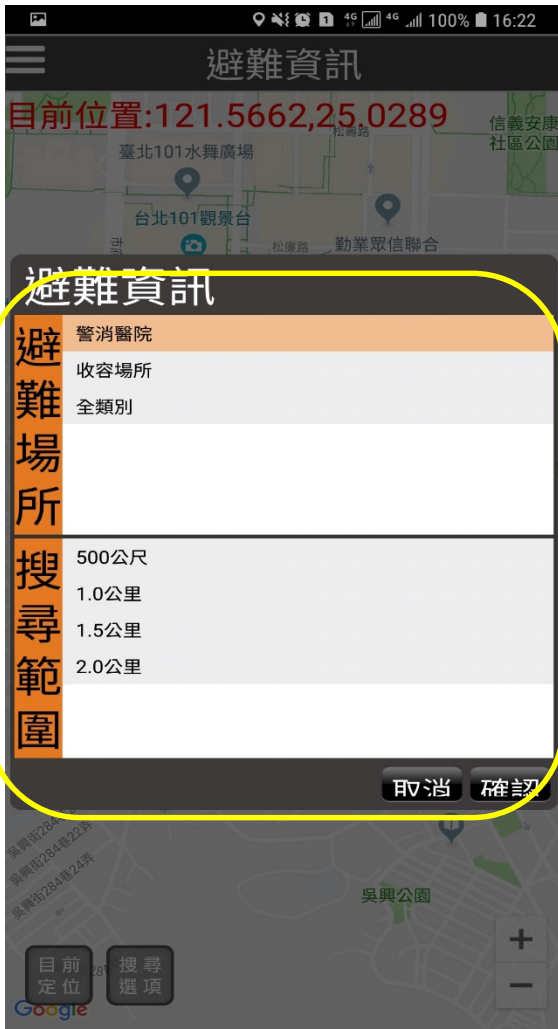 1 4G 4G 100% 16:22
避難資訊
目前位置:121.5662,25.0289
松壽路
信義安康
社區公園
臺北101水舞廣場
台北101觀景台
市府
松廉路
勤業眾信聯合
避難資訊
避難場所
警消醫院
收容場所
全類別
搜尋範圍
500公尺
1.0公里
1.5公里
2.0公里
取消 確認
吳興街284巷22弄
吳興街284巷24弄
吳興公園
+
目前定位
搜尋選項
−
Google